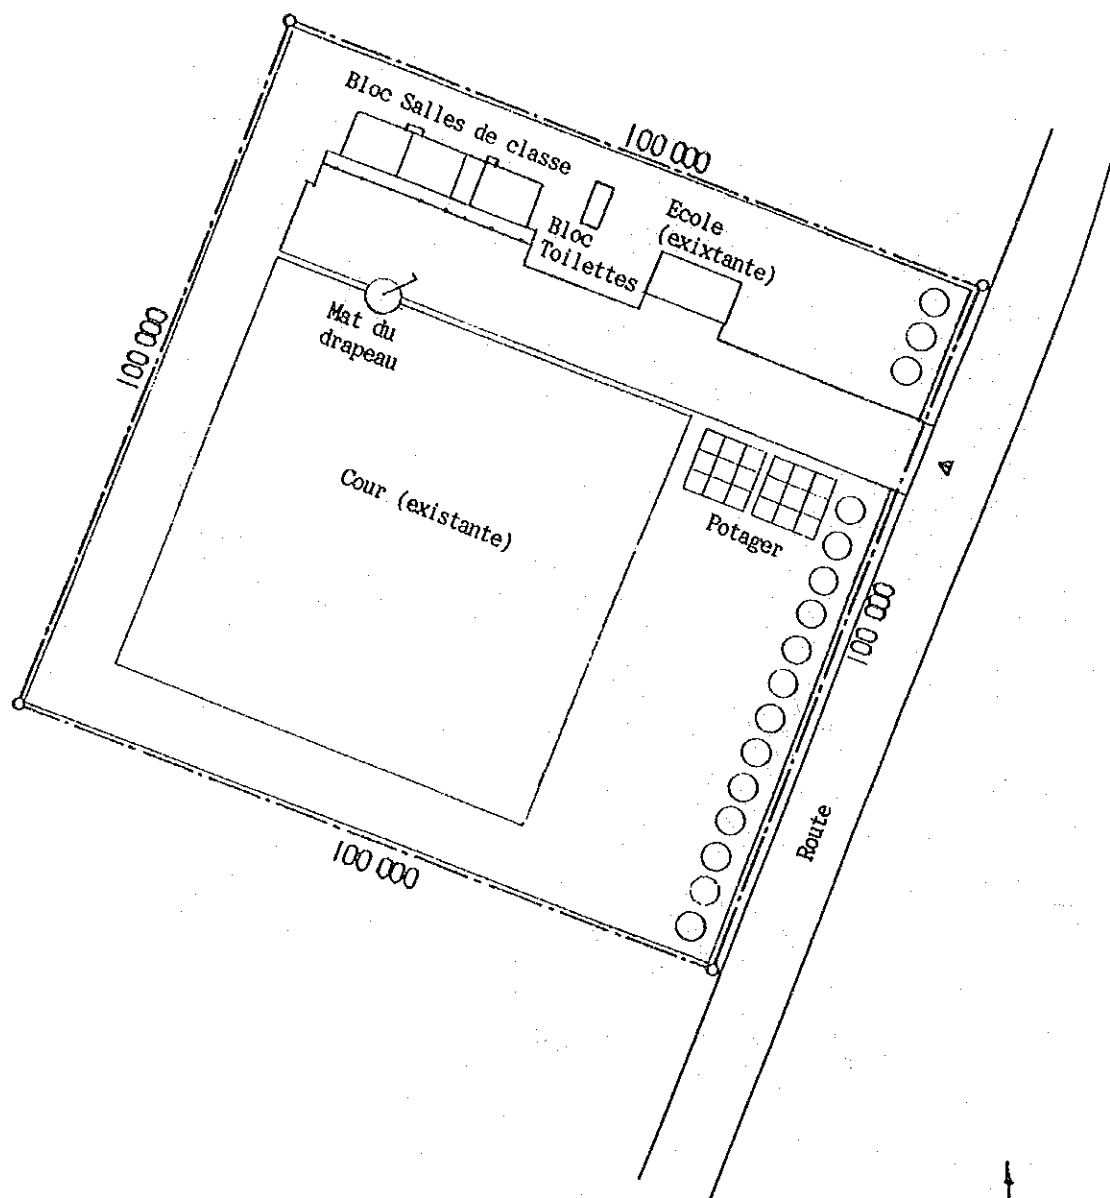 100 000
Bloc Salles de classe
Bloc
Toilettes
Ecole
(exixtante)
100 000
Mat du
drapeau
Cour (existante)
Potager
100 000
Route
100 000